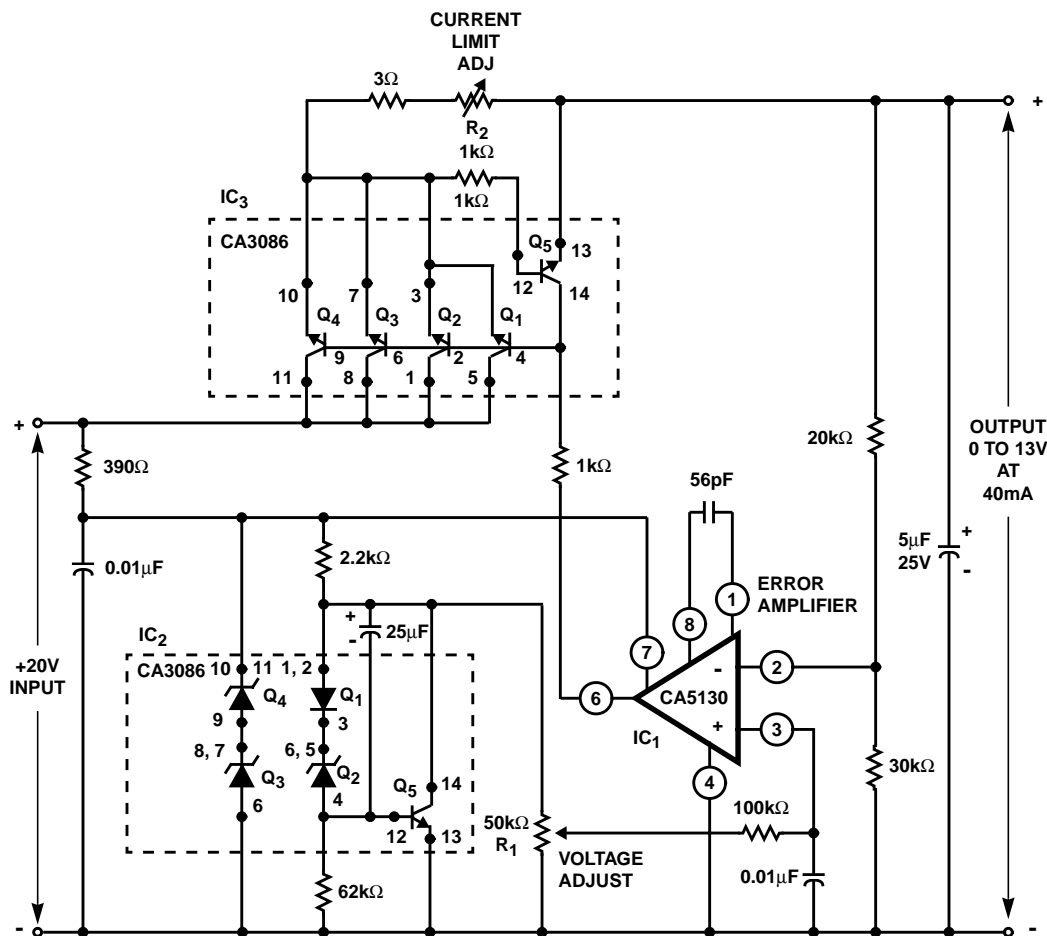 CURRENT
LIMIT
ADJ
3Ω
R2
1kΩ
+
1kΩ
IC3
CA3086
Q5
13
12
14
10
7
3
Q4
Q3
Q2
Q1
9
6
2
4
11
8
1
5
+
390Ω
1kΩ
20kΩ
OUTPUT
0 TO 13V
AT
40mA
56pF
2.2kΩ
0.01µF
ERROR
AMPLIFIER
1
8
5µF
25V
+
-
+
-
25µF
IC2
CA3086
+20V
INPUT
10
11
1, 2
7
2
-
Q4
Q1
6
CA5130
9
3
+
3
8, 7
6, 5
IC1
Q3
Q2
Q5
14
4
30kΩ
6
4
12
13
50kΩ
R1
100kΩ
VOLTAGE
ADJUST
62kΩ
0.01µF
-
-